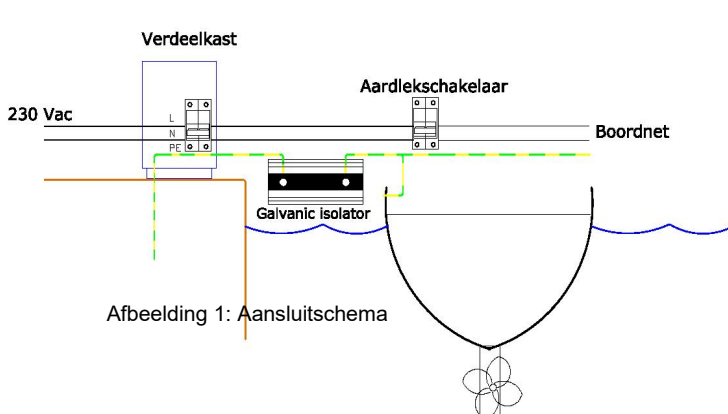 Verdeelkast
Aardlekschakelaar
230 Vac
L
N
PE
Boordnet
Galvanic isolator
Afbeelding 1: Aansluitschema